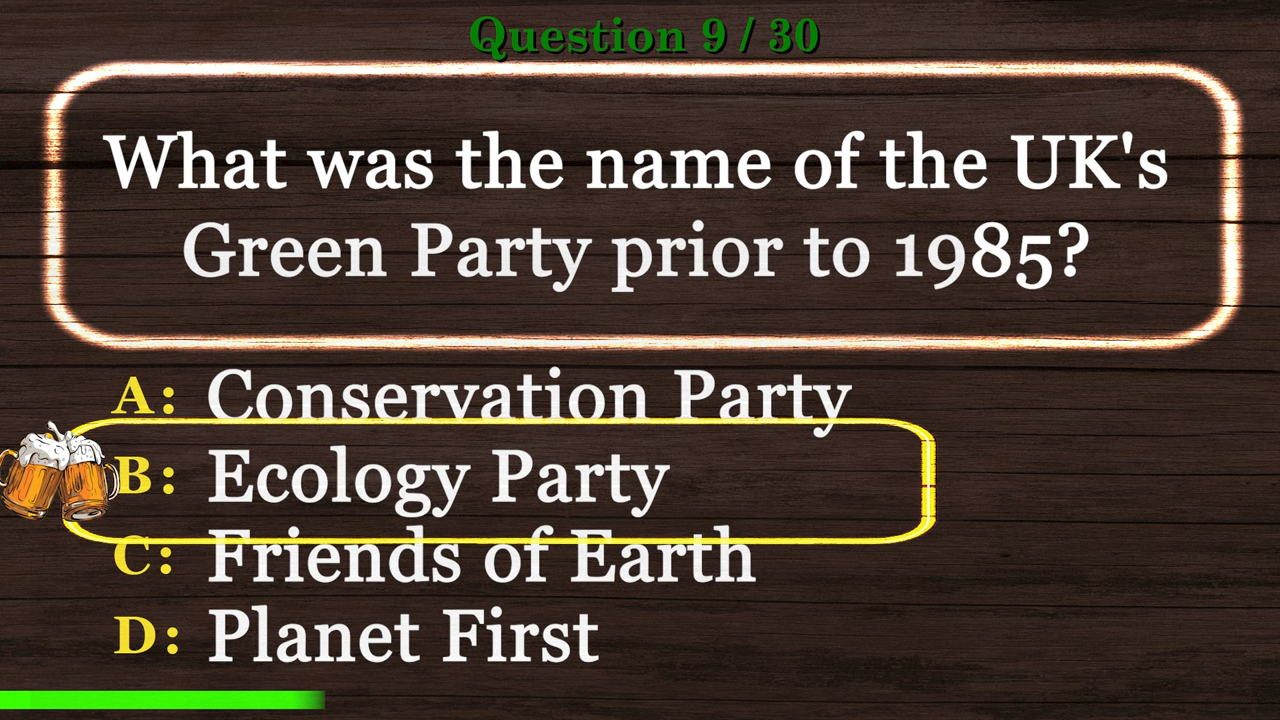 Question 9 / 30
What was the name of the UK's
Green Party prior to 1985?
A: Conservation Party
B: Ecology Party
C: Friends of Earth
D: Planet First